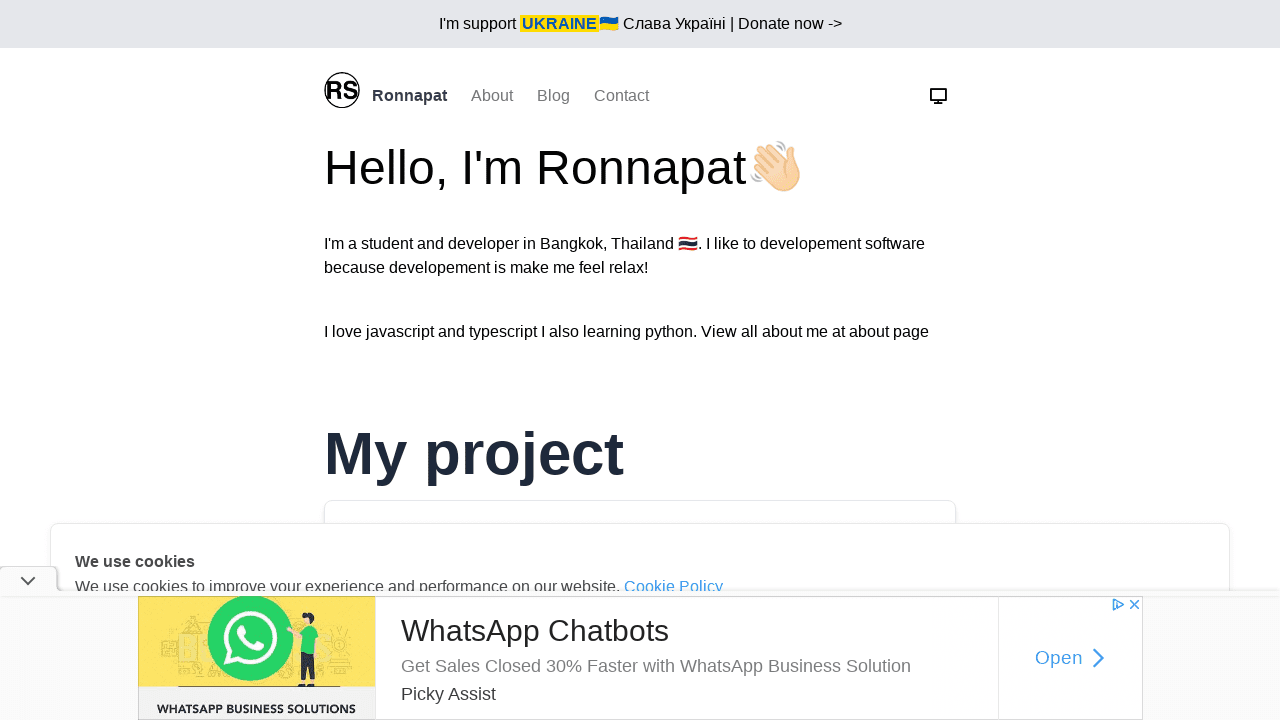 I'm support UKRAINE🇺🇦 Слава Україні | Donate now ->
RS Ronnapat About Blog Contact
Hello, I'm Ronnapat👋🏻
I'm a student and developer in Bangkok, Thailand 🇹🇭. I like to developement software
because developement is make me feel relax!
I love javascript and typescript I also learning python. View all about me at about page
My project
We use cookies
We use cookies to improve your experience and performance on our website. Cookie Policy
WhatsApp Chatbots
Get Sales Closed 30% Faster with WhatsApp Business Solution
Picky Assist
Open
WHATSAPP BUSINESS SOLUTIONS